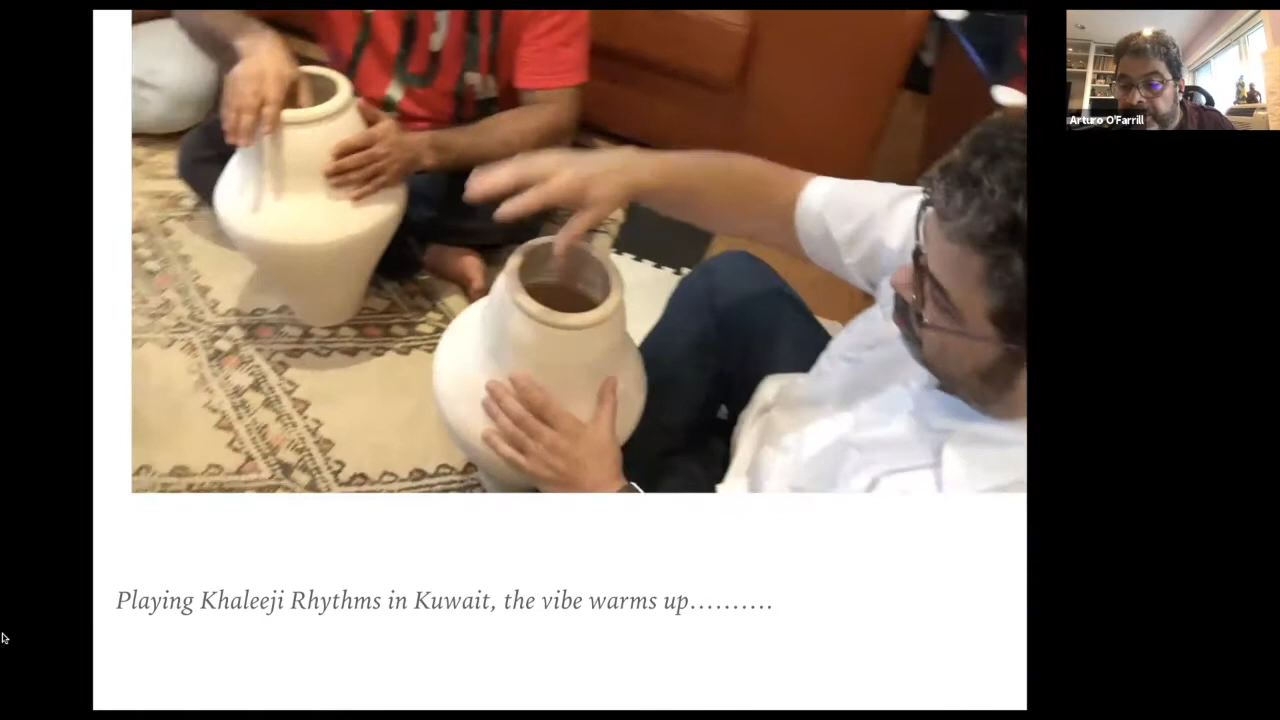 Arturo O'Farrill
Playing Khaleeji Rhythms in Kuwait, the vibe warms up..........